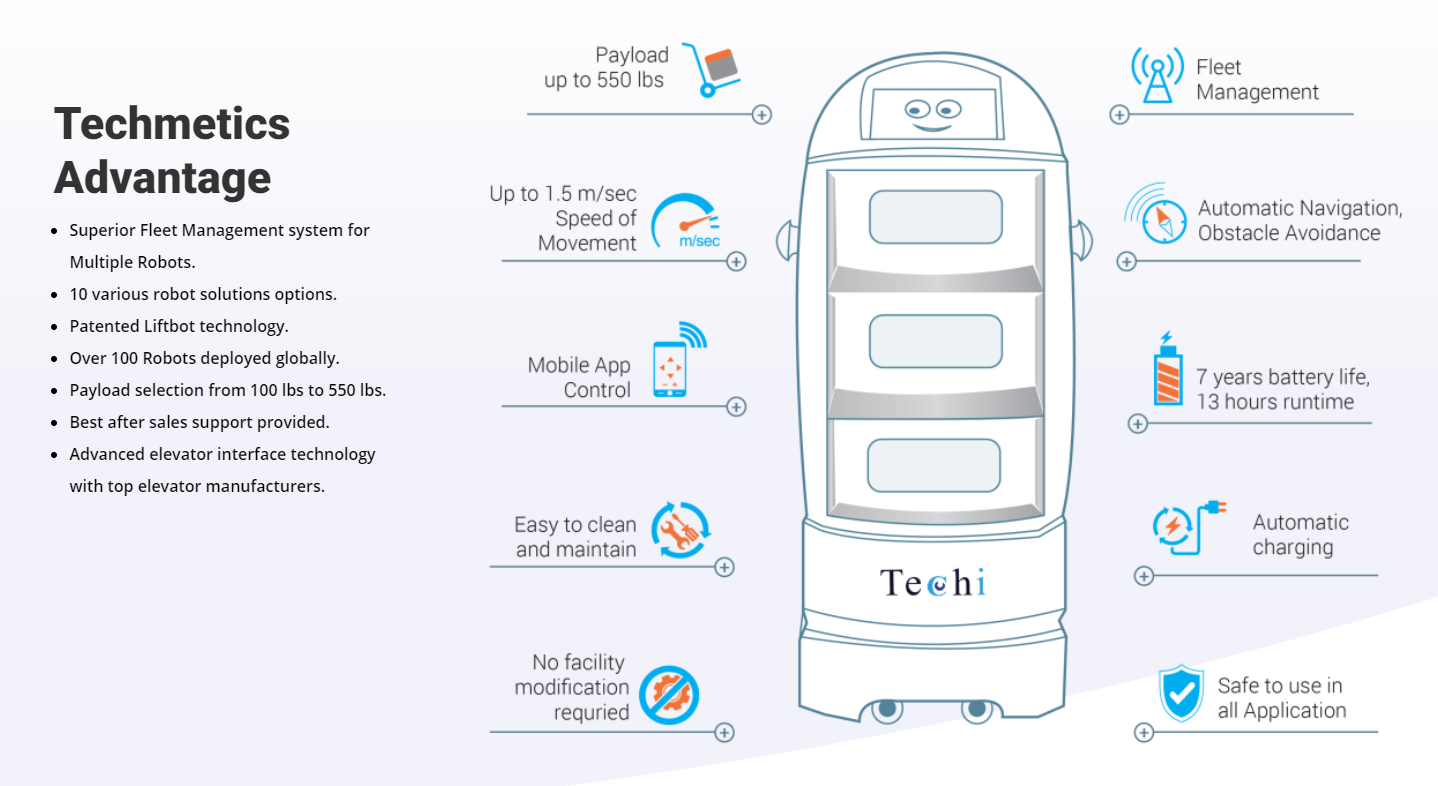 Techmetics
Advantage
Superior Fleet Management system for
Multiple Robots.
10 various robot solutions options.
Patented Liftbot technology.
Over 100 Robots deployed globally.
Payload selection from 100 lbs to 550 lbs.
Best after sales support provided.
Advanced elevator interface technology
with top elevator manufacturers.
Payload
up to 550 lbs
Up to 1.5 m/sec
Speed of
Movement
m/sec
Mobile App
Control
Easy to clean
and maintain
No facility
modification
requried
Techi
Fleet
Management
Automatic Navigation,
Obstacle Avoidance
7 years battery life,
13 hours runtime
Automatic
charging
Safe to use in
all Application